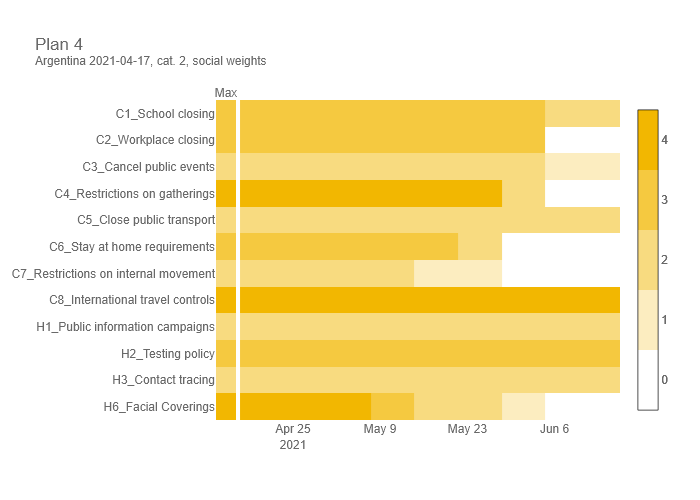 Plan 4
Argentina 2021-04-17, cat. 2, social weights
Max
C1_School closing
C2_Workplace closing
C3_Cancel public events
C4_Restrictions on gatherings
C5_Close public transport
C6_Stay at home requirements
C7_Restrictions on internal movement
C8_International travel controls
H1_Public information campaigns
H2_Testing policy
H3_Contact tracing
H6_Facial Coverings
Apr 25 May 9 May 23 Jun 6
2021
4
3
2
1
0